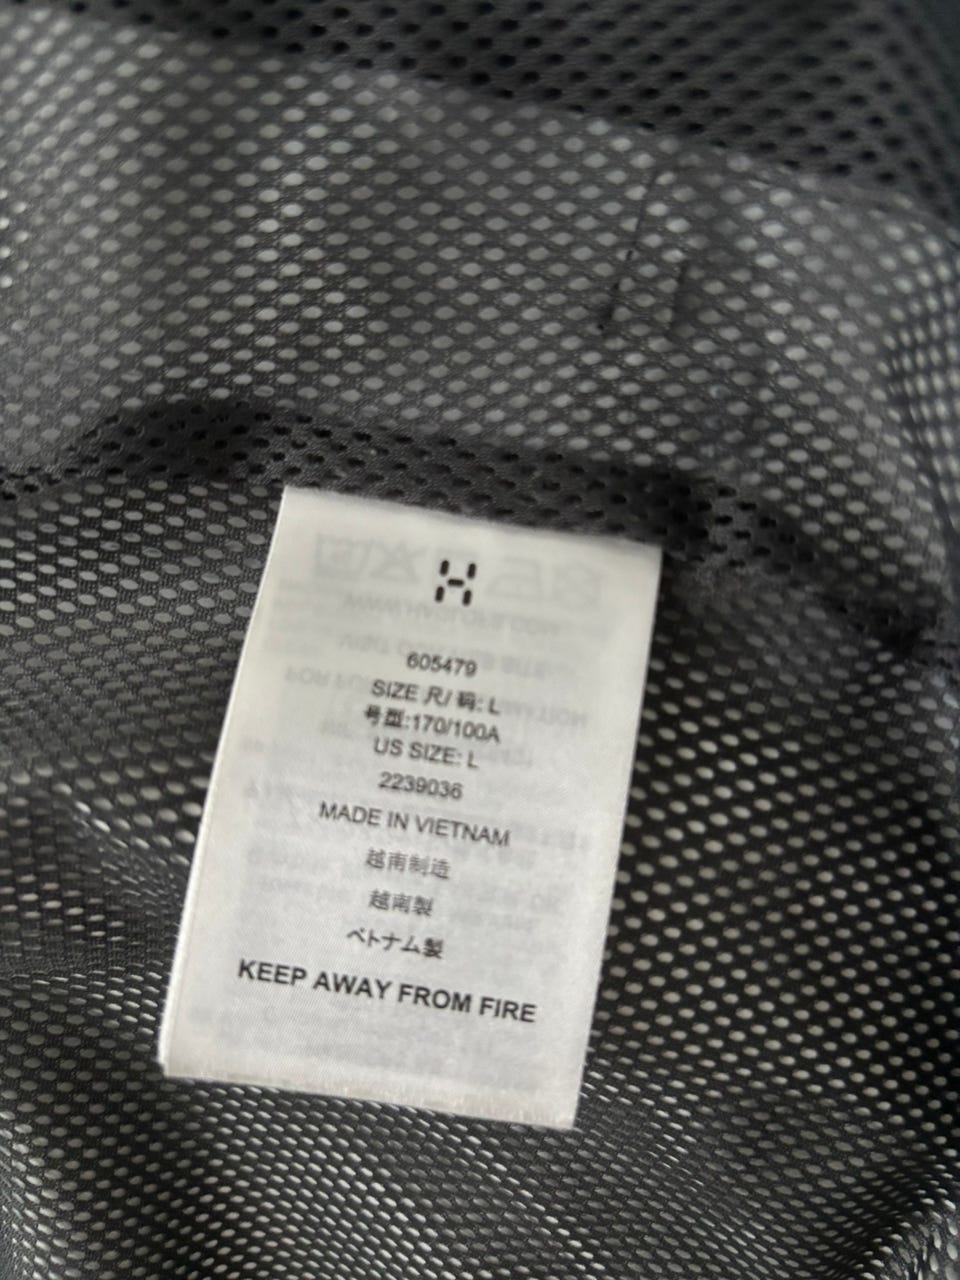 605479
SIZE 尺/ 码: L
号型:170/100A
US SIZE: L
2239036
MADE IN VIETNAM
越南制造
越南製
ベトナム製
KEEP AWAY FROM FIRE